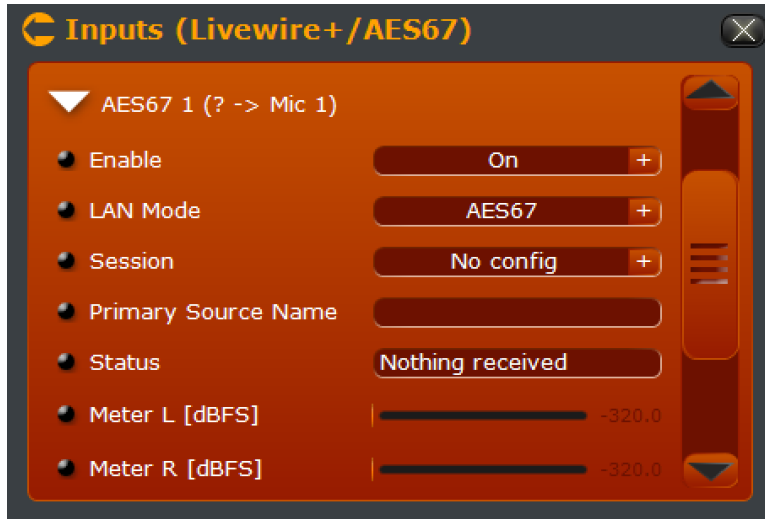 Inputs (Livewire+/AES67)
AES67 1 (? -> Mic 1)
Enable On +
LAN Mode AES67 +
Session No config +
Primary Source Name
Status Nothing received
Meter L [dBFS] -320.0
Meter R [dBFS] -320.0